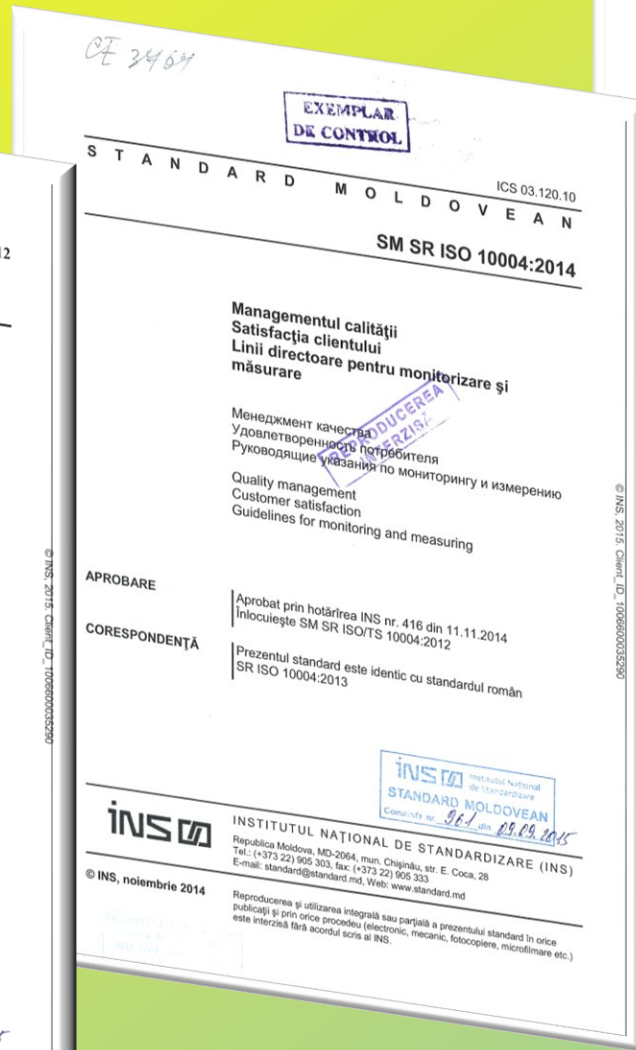 CE 3464
EXEMPLAR
DE CONTROL
STANDARD MOLDOVEAN
ICS 03.120.10
SM SR ISO 10004:2014
Managementul calităţii
Satisfacţia clientului
Linii directoare pentru monitorizare şi
măsurare
REPRODUCEREA
INTERZISĂ
Менеджмент качества
Удовлетворенность потребителя
Руководящие указания по мониторингу и измерению
Quality management
Customer satisfaction
Guidelines for monitoring and measuring
APROBARE
Aprobat prin hotărîrea INS nr. 416 din 11.11.2014
Înlocuieşte SM SR ISO/TS 10004:2012
CORESPONDENŢĂ
Prezentul standard este identic cu standardul român
SR ISO 10004:2013
INS Institutul Naţional
de Standardizare
STANDARD MOLDOVEAN
Comanda nr. 961 din 09.09.2015
INS
INSTITUTUL NAŢIONAL DE STANDARDIZARE (INS)
Republica Moldova, MD-2064, mun. Chişinău, str. E. Coca, 28
Tel.: (+373 22) 905 303, fax: (+373 22) 905 333
E-mail: standard@standard.md, Web: www.standard.md
© INS, noiembrie 2014
Reproducerea şi utilizarea integrală sau parţială a prezentului standard în orice
publicaţii şi prin orice procedeu (electronic, mecanic, fotocopiere, microfilmare etc.)
este interzisă fără acordul scris al INS.
© INS, 2015. Client_ID_1006600035290
12
© INS, 2015. Client_ID_1006600035290